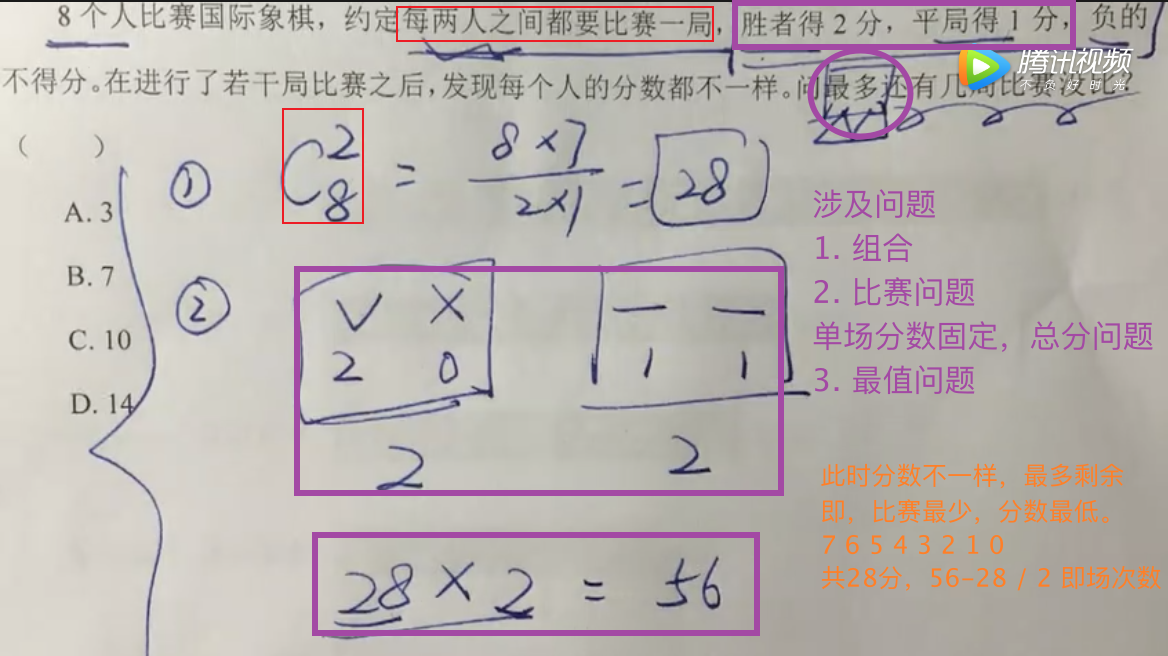 8 个人比赛国际象棋，约定每两人之间都要比赛一局，胜者得 2 分，平局得 1 分，负的
腾讯视频
不负好时光
不得分。在进行了若干局比赛之后，发现每个人的分数都不一样。问最多还有几局比赛没比？
（ ）
① C 2 8 = 8×7 / 2×1 = 28
A. 3
B. 7
C. 10
D. 14
② ∨ × — —
2 0 1 1
2 2
28 × 2 = 56
涉及问题
1. 组合
2. 比赛问题
单场分数固定，总分问题
3. 最值问题
此时分数不一样，最多剩余
即，比赛最少，分数最低。
7 6 5 4 3 2 1 0
共28分，56-28 / 2 即场次数